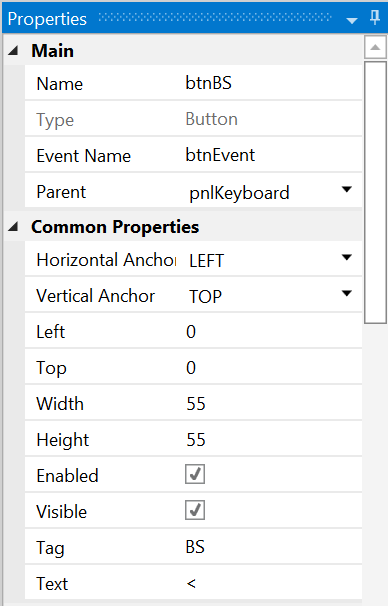 Properties
Main
Name btnBS
Type Button
Event Name btnEvent
Parent pnlKeyboard
Common Properties
Horizontal Ancho LEFT
Vertical Anchor TOP
Left 0
Top 0
Width 55
Height 55
Enabled
Visible
Tag BS
Text <